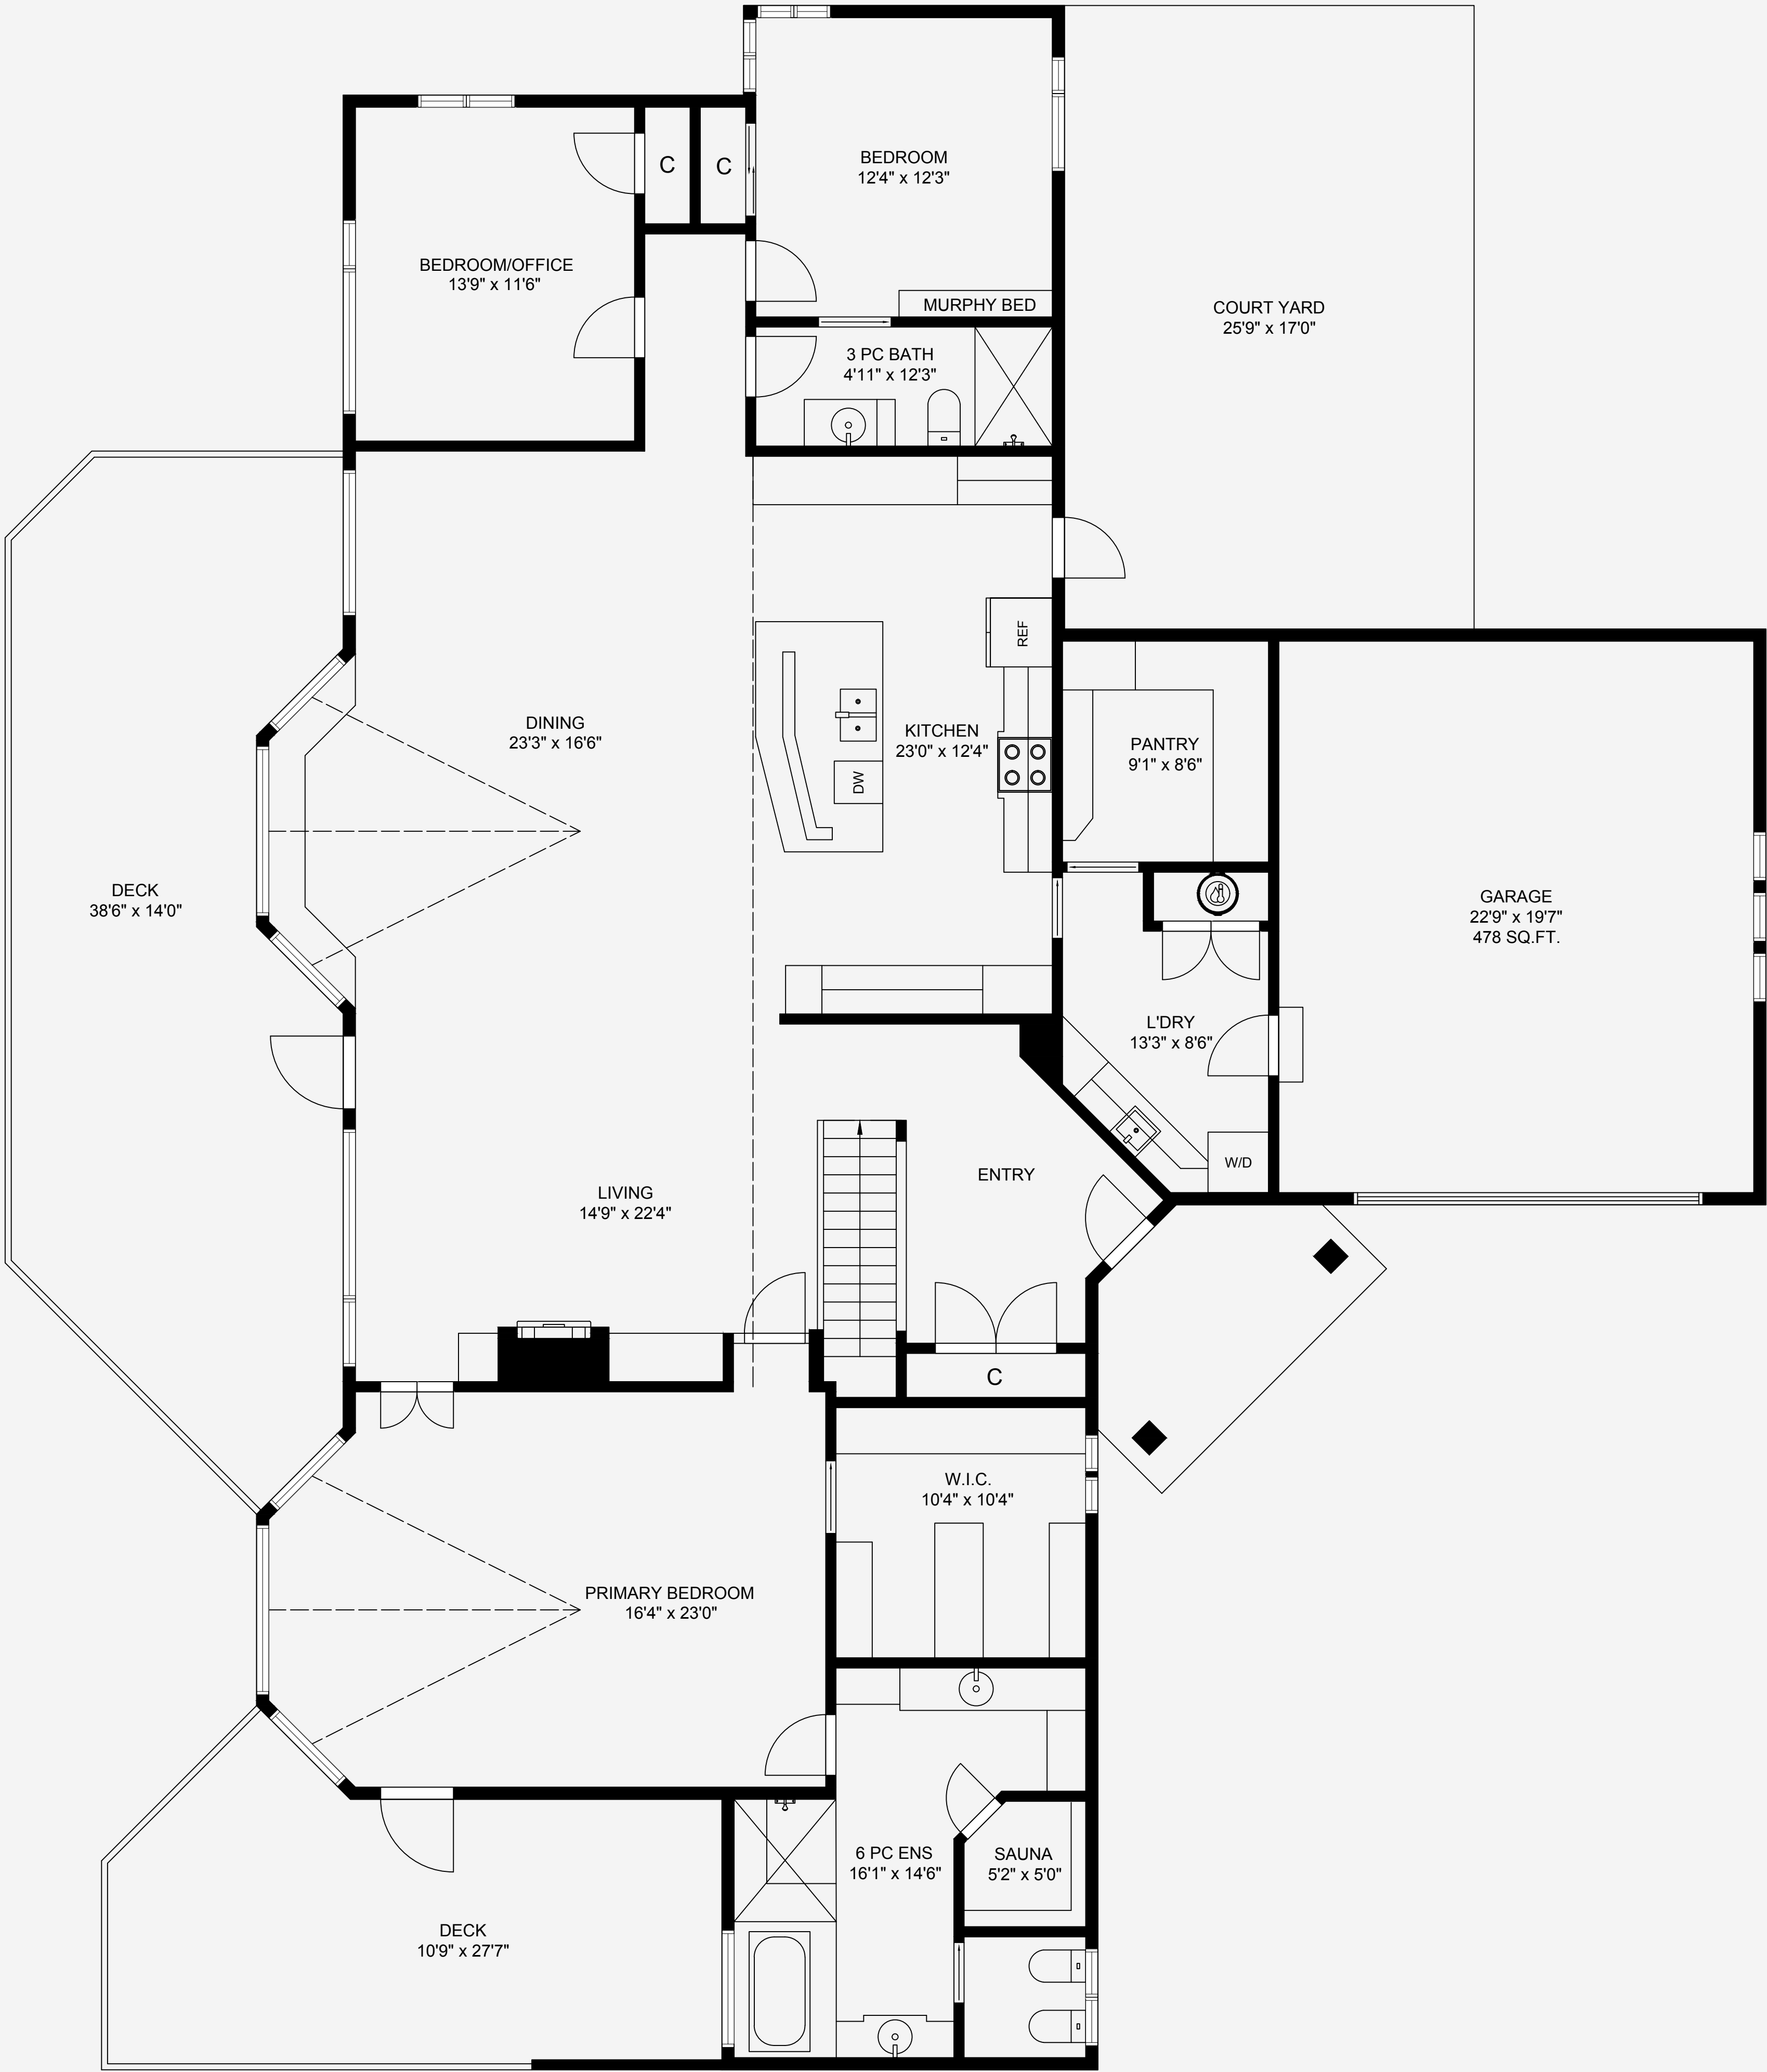 BEDROOM
12'4" x 12'3"
C
C
BEDROOM/OFFICE
13'9" x 11'6"
MURPHY BED
COURT YARD
25'9" x 17'0"
3 PC BATH
4'11" x 12'3"
REF
DINING
23'3" x 16'6"
KITCHEN
23'0" x 12'4"
PANTRY
9'1" x 8'6"
DW
DECK
38'6" x 14'0"
GARAGE
22'9" x 19'7"
478 SQ.FT.
L'DRY
13'3" x 8'6"
W/D
ENTRY
LIVING
14'9" x 22'4"
C
W.I.C.
10'4" x 10'4"
PRIMARY BEDROOM
16'4" x 23'0"
6 PC ENS
16'1" x 14'6"
SAUNA
5'2" x 5'0"
DECK
10'9" x 27'7"